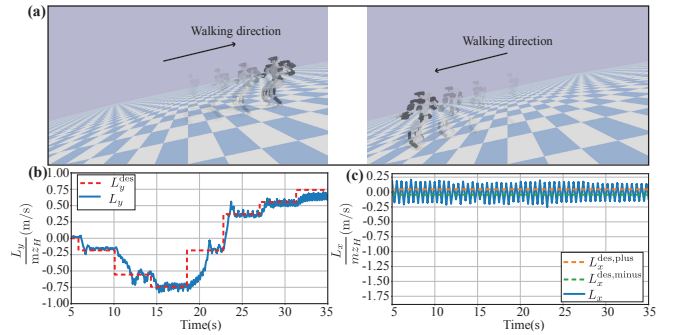 (a)
Walking direction
Walking direction
(b)
1.00
0.75
0.50
0.25
0.00
-0.25
-0.50
-0.75
-1.00
L_y^des
L_y
L_y / mz_H (m/s)
5 10 15 20 25 30 35
Time(s)
(c)
0.25
0.00
-0.25
-0.50
-0.75
-1.00
-1.25
-1.50
-1.75
L_x / mz_H (m/s)
L_x^des,plus
L_x^des,minus
L_x
5 10 15 20 25 30 35
Time(s)